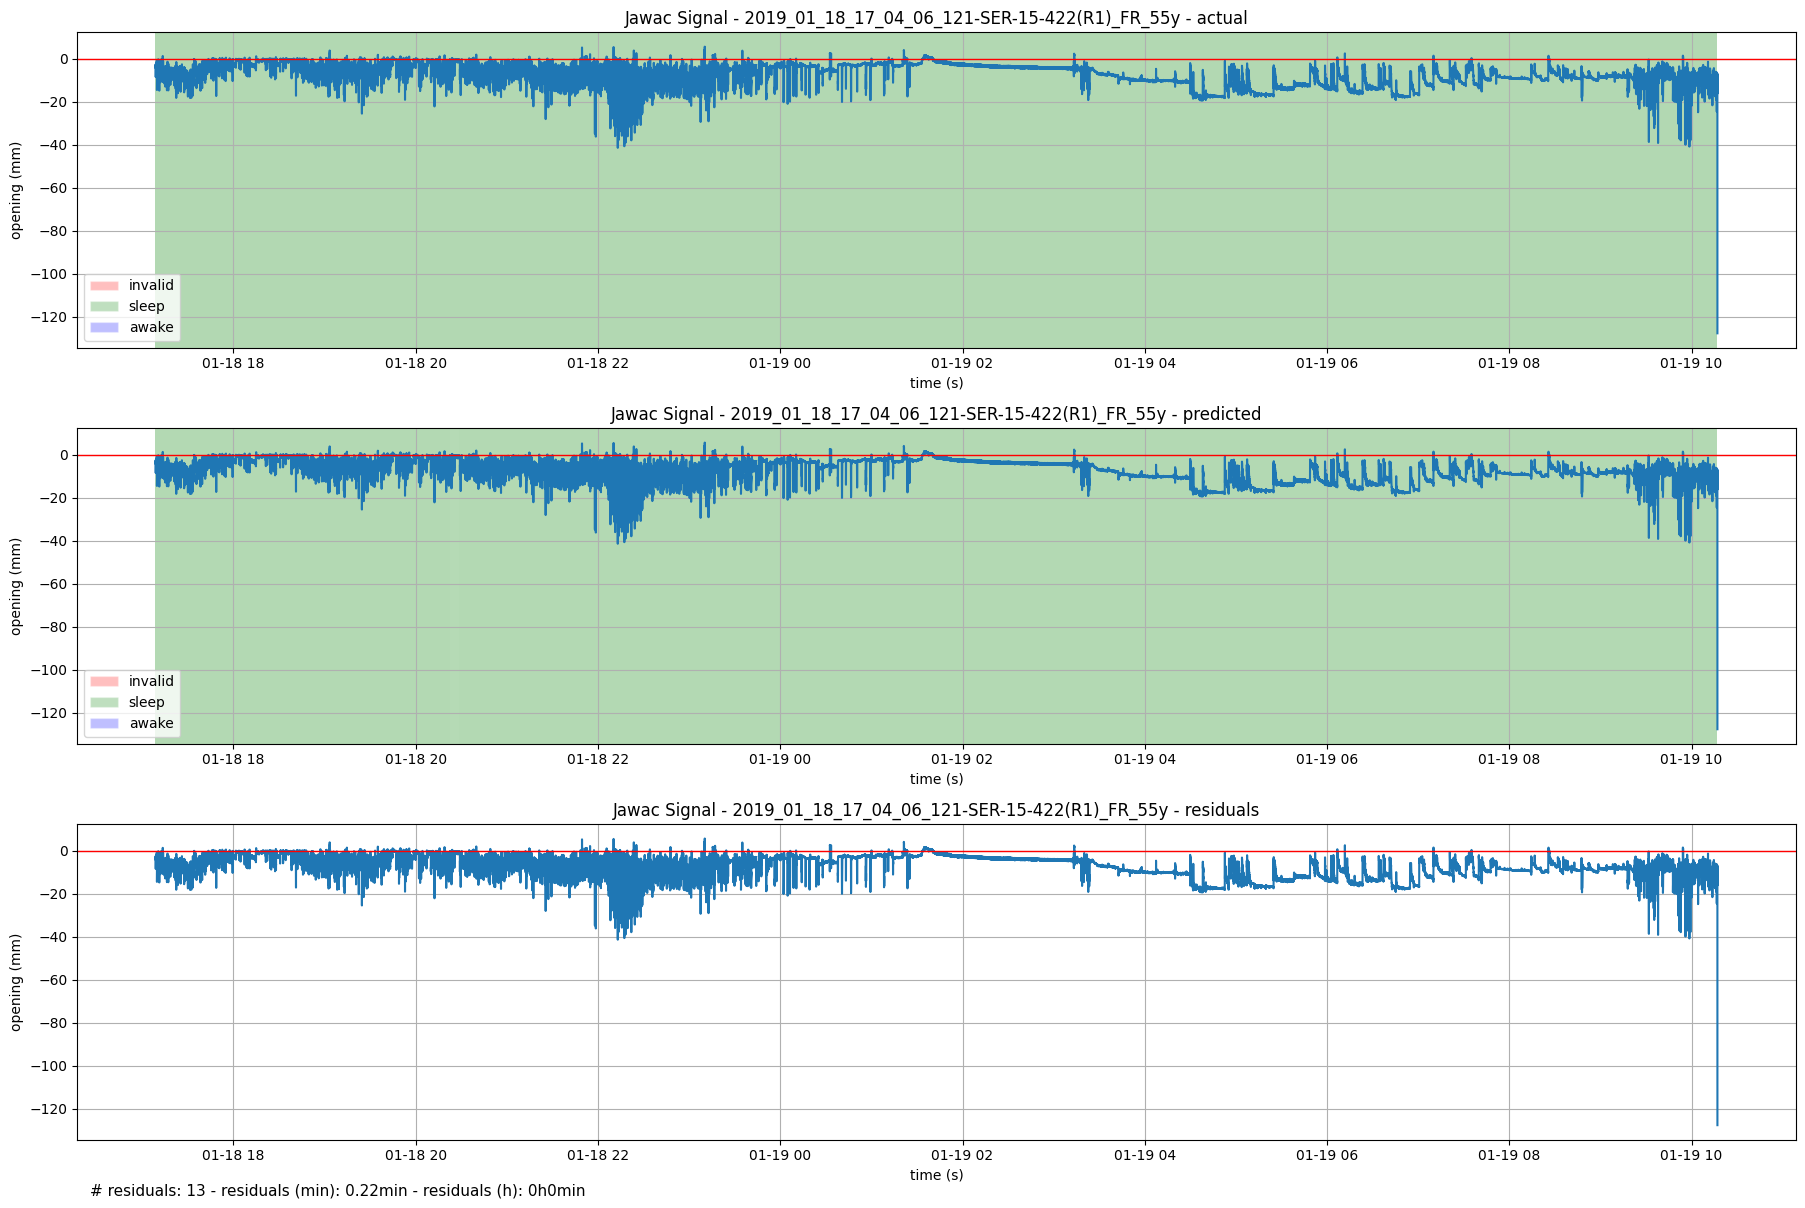 Jawac Signal - 2019_01_18_17_04_06_121-SER-15-422(R1)_FR_55y - actual
0
−20
−40
−60
−80
−100
−120
opening (mm)
invalid
sleep
awake
01-18 18 01-18 20 01-18 22 01-19 00 01-19 02 01-19 04 01-19 06 01-19 08 01-19 10
time (s)
Jawac Signal - 2019_01_18_17_04_06_121-SER-15-422(R1)_FR_55y - predicted
0
−20
−40
−60
−80
−100
−120
opening (mm)
invalid
sleep
awake
01-18 18 01-18 20 01-18 22 01-19 00 01-19 02 01-19 04 01-19 06 01-19 08 01-19 10
time (s)
Jawac Signal - 2019_01_18_17_04_06_121-SER-15-422(R1)_FR_55y - residuals
0
−20
−40
−60
−80
−100
−120
opening (mm)
01-18 18 01-18 20 01-18 22 01-19 00 01-19 02 01-19 04 01-19 06 01-19 08 01-19 10
time (s)
# residuals: 13 - residuals (min): 0.22min - residuals (h): 0h0min